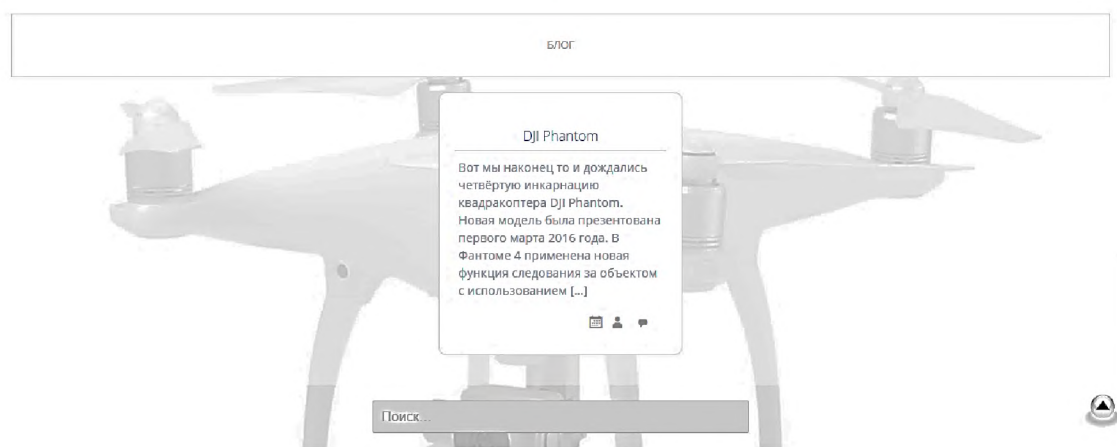 БЛОГ
DJI Phantom
Вот мы наконец то и дождались
четвёртую инкарнацию
квадракоптера DJI Phantom.
Новая модель была презентована
первого марта 2016 года. В
Фантоме 4 применена новая
функция следования за объектом
с использованием [...]
Поиск...